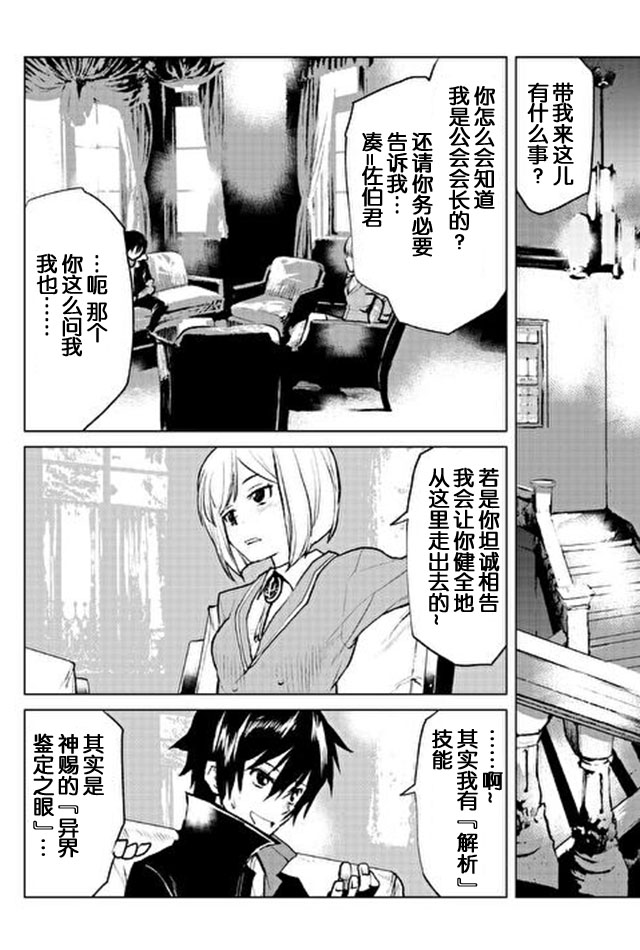 带我来这儿
有什么事？
你怎么会知道
我是公会会长的？
还请你务必要
告诉我…
凑=佐伯君
…呃 那个
你这么问我
我也……
若是你坦诚相告
我会让你健全地
从这里走出去的~
……啊~
其实我有『解析』
技能
其实是
神赐的『异界
鉴定之眼』…